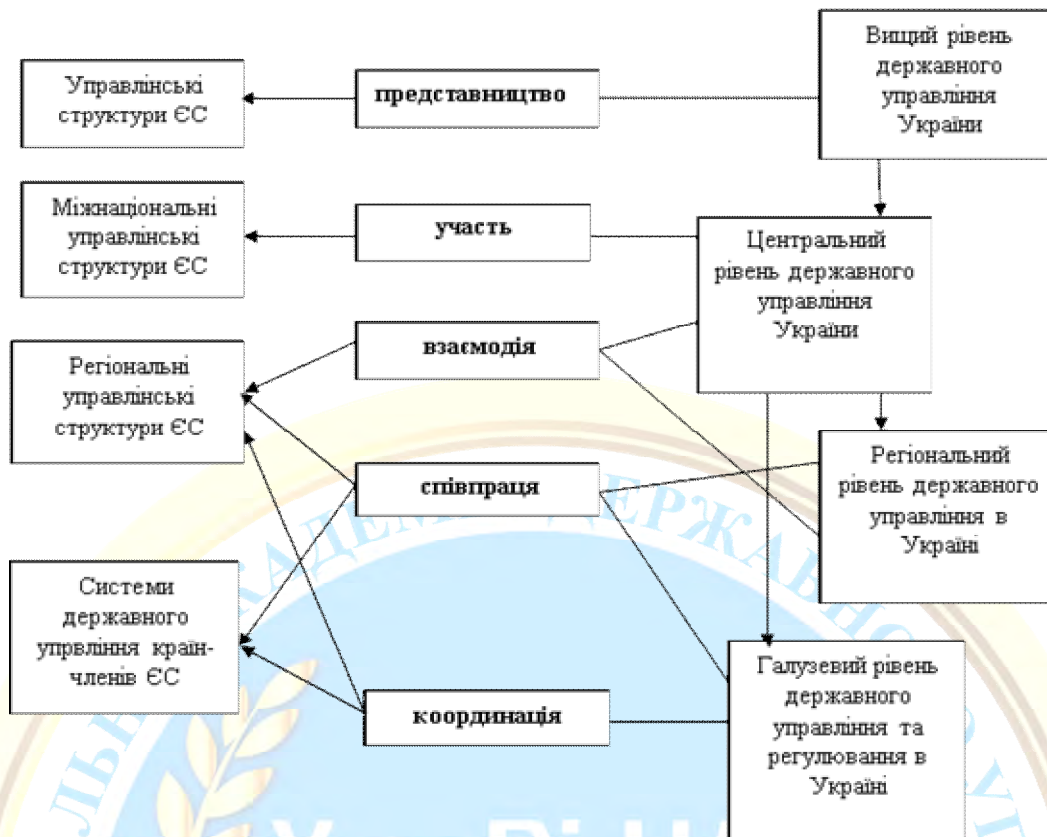 Управлінські
структури ЄС
представництво
Вищий рівень
державного
управління
України
Міжнаціональні
управлінські
структури ЄС
участь
Центральний
рівень державного
управління
України
Регіональні
управлінські
структури ЄС
взаємодія
співпраця
Регіональний
рівень державного
управління в
Україні
Системи
державного
упрвління країн-
членів ЄС
координація
Галузевий рівень
державного
управління та
регулювання в
Україні